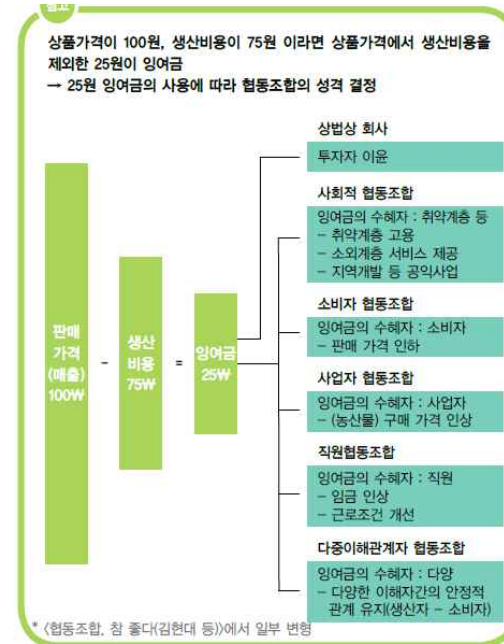 참고
상품가격이 100원, 생산비용이 75원 이라면 상품가격에서 생산비용을
제외한 25원이 잉여금
→ 25원 잉여금의 사용에 따라 협동조합의 성격 결정
판매
가격
(매출)
100₩
-
생산
비용
75₩
=
잉여금
25₩
상법상 회사
투자자 이윤
사회적 협동조합
잉여금의 수혜자 : 취약계층 등
- 취약계층 고용
- 소외계층 서비스 제공
- 지역개발 등 공익사업
소비자 협동조합
잉여금의 수혜자 : 소비자
- 판매 가격 인하
사업자 협동조합
잉여금의 수혜자 : 사업자
- (농산물) 구매 가격 인상
직원협동조합
잉여금의 수혜자 : 직원
- 임금 인상
- 근로조건 개선
다중이해관계자 협동조합
잉여금의 수혜자 : 다양
- 다양한 이해자간의 안정적
관계 유지(생산자 - 소비자)
* <협동조합, 참 좋다(김현대 등)>에서 일부 변형